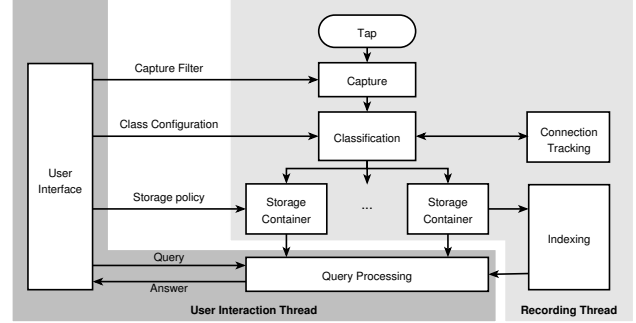 Tap
Capture Filter
Capture
Class Configuration
Classification
Connection
Tracking
User
Interface
Storage policy
Storage
Container
...
Storage
Container
Indexing
Query
Query Processing
Answer
User Interaction Thread
Recording Thread